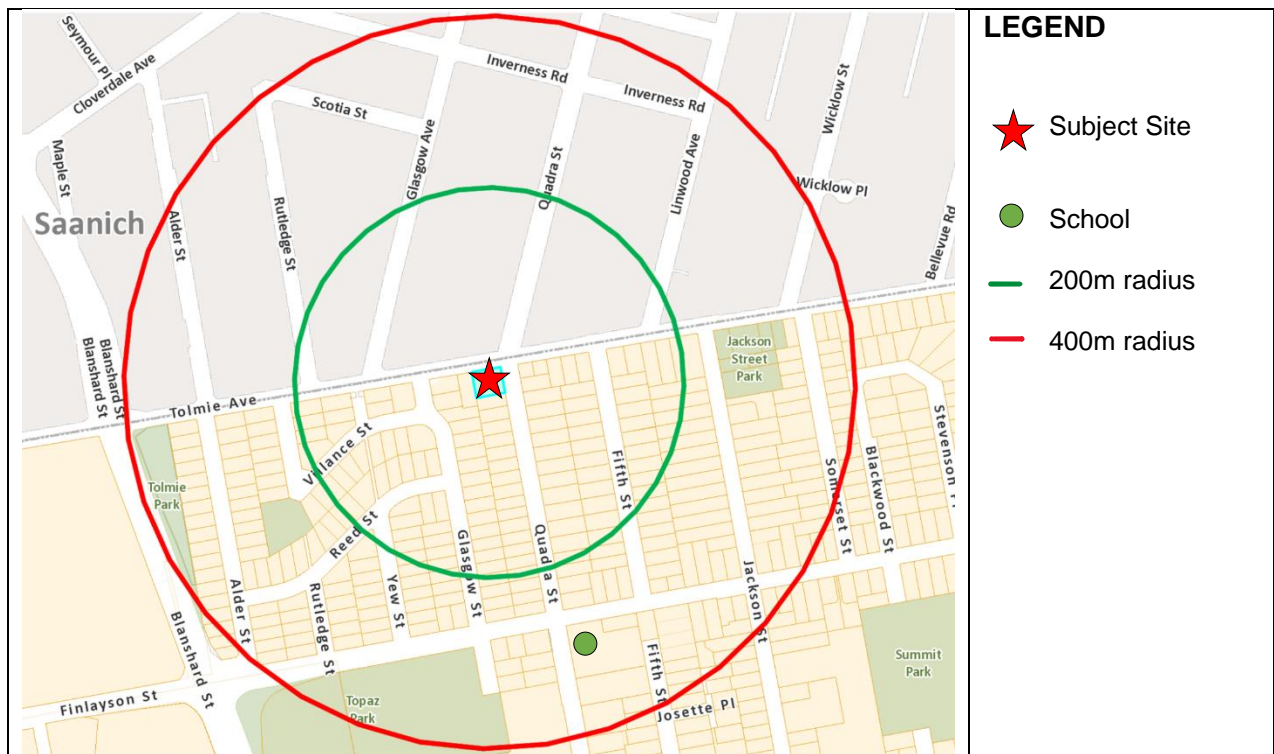 Seymour Pl
Cloverdale Ave
Inverness Rd
Inverness Rd
Scotia St
Wicklow St
Maple St
Glasgow Ave
Quadra St
Linwood Ave
Wicklow Pl
Saanich
Alder St
Rutledge St
Bellevue Rd
Blanshard St
Blanshard St
Tolmie Ave
Jackson
Street
Park
Villance St
Tolmie
Park
Reed St
Fifth St
Somerset St
Blackwood St
Stevenson
Alder St
Rutledge St
Yew St
Glasgow St
Quadra St
Jackson St
Blanshard St
Finlayson St
Topaz
Park
Fifth St
Josette Pl
Summit
Park
LEGEND
Subject Site
School
200m radius
400m radius